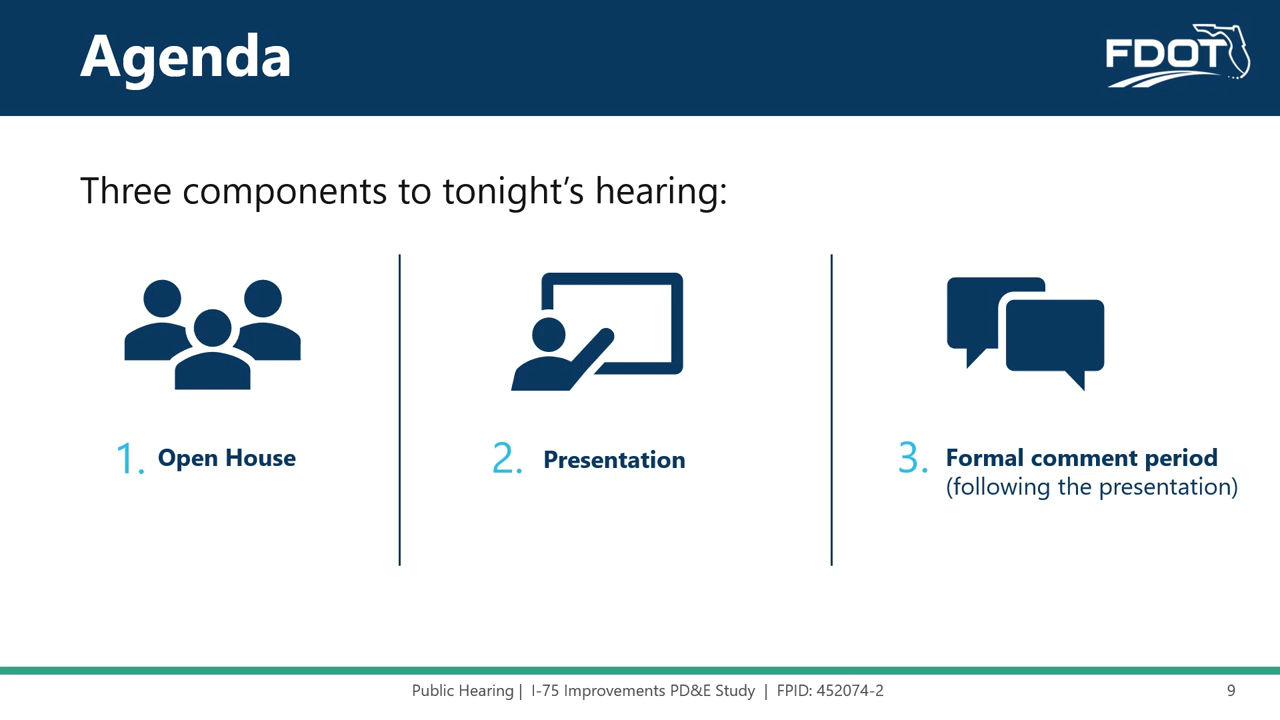 Agenda
FDOT
Three components to tonight's hearing:
1. Open House
2. Presentation
3. Formal comment period
(following the presentation)
Public Hearing | I-75 Improvements PD&E Study | FPID: 452074-2
9